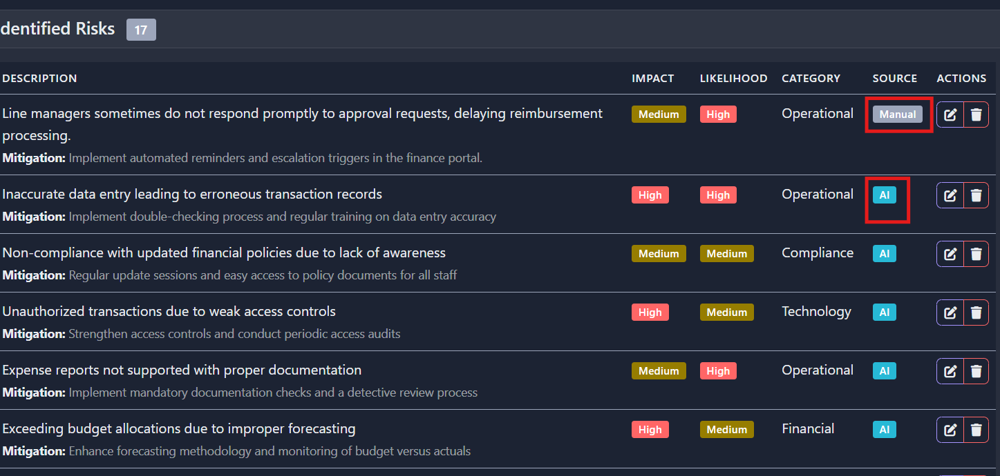 dentified Risks 17
DESCRIPTION IMPACT LIKELIHOOD CATEGORY SOURCE ACTIONS
Line managers sometimes do not respond promptly to approval requests, delaying reimbursement Medium High Operational Manual
processing.
Mitigation: Implement automated reminders and escalation triggers in the finance portal.
Inaccurate data entry leading to erroneous transaction records High High Operational AI
Mitigation: Implement double-checking process and regular training on data entry accuracy
Non-compliance with updated financial policies due to lack of awareness Medium Medium Compliance AI
Mitigation: Regular update sessions and easy access to policy documents for all staff
Unauthorized transactions due to weak access controls High Medium Technology AI
Mitigation: Strengthen access controls and conduct periodic access audits
Expense reports not supported with proper documentation Medium High Operational AI
Mitigation: Implement mandatory documentation checks and a detective review process
Exceeding budget allocations due to improper forecasting High Medium Financial AI
Mitigation: Enhance forecasting methodology and monitoring of budget versus actuals